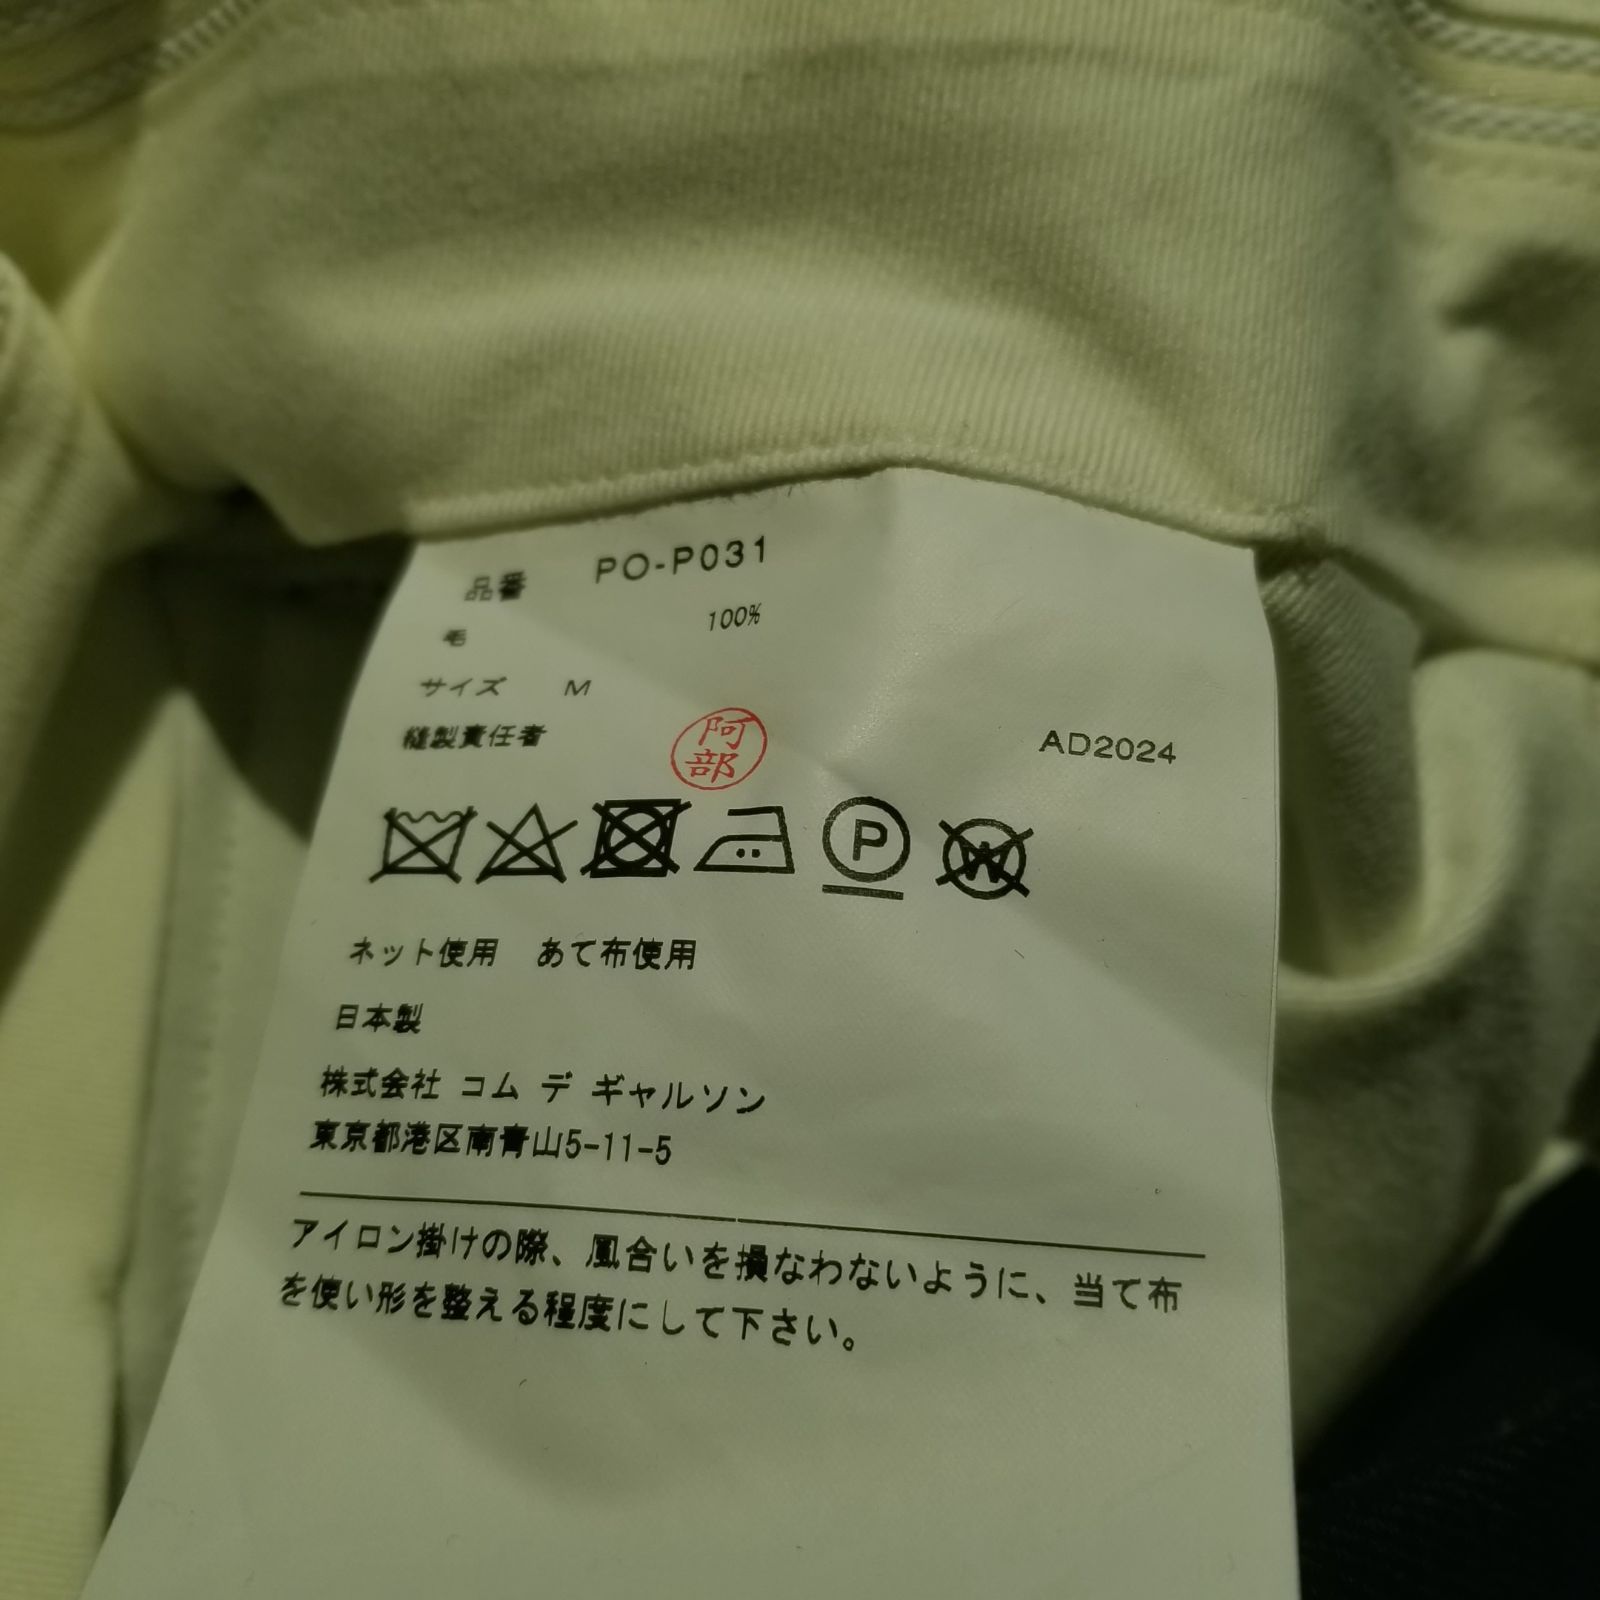 品番 PO-P031
毛 100%
サイズ M
縫製責任者 阿部 AD2024
P W
ネット使用 あて布使用
日本製
株式会社 コム デ ギャルソン
東京都港区南青山5-11-5
アイロン掛けの際、風合いを損なわないように、当て布
を使い形を整える程度にして下さい。